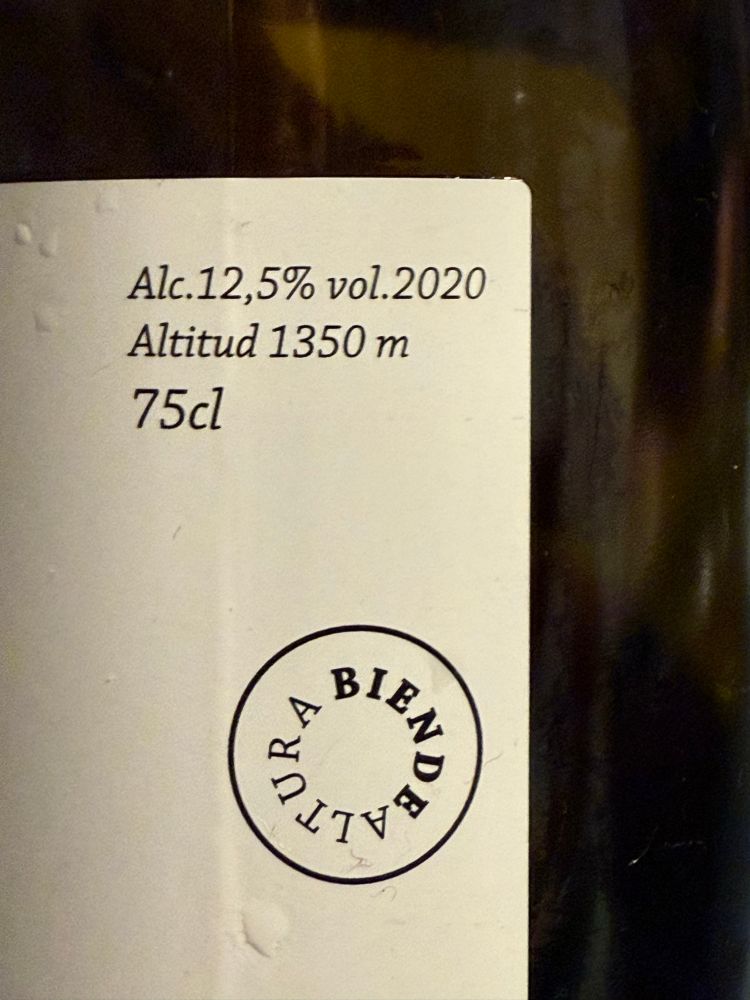 Alc.12,5% vol.2020
Altitud 1350 m
75cl
BIENDEALTURA